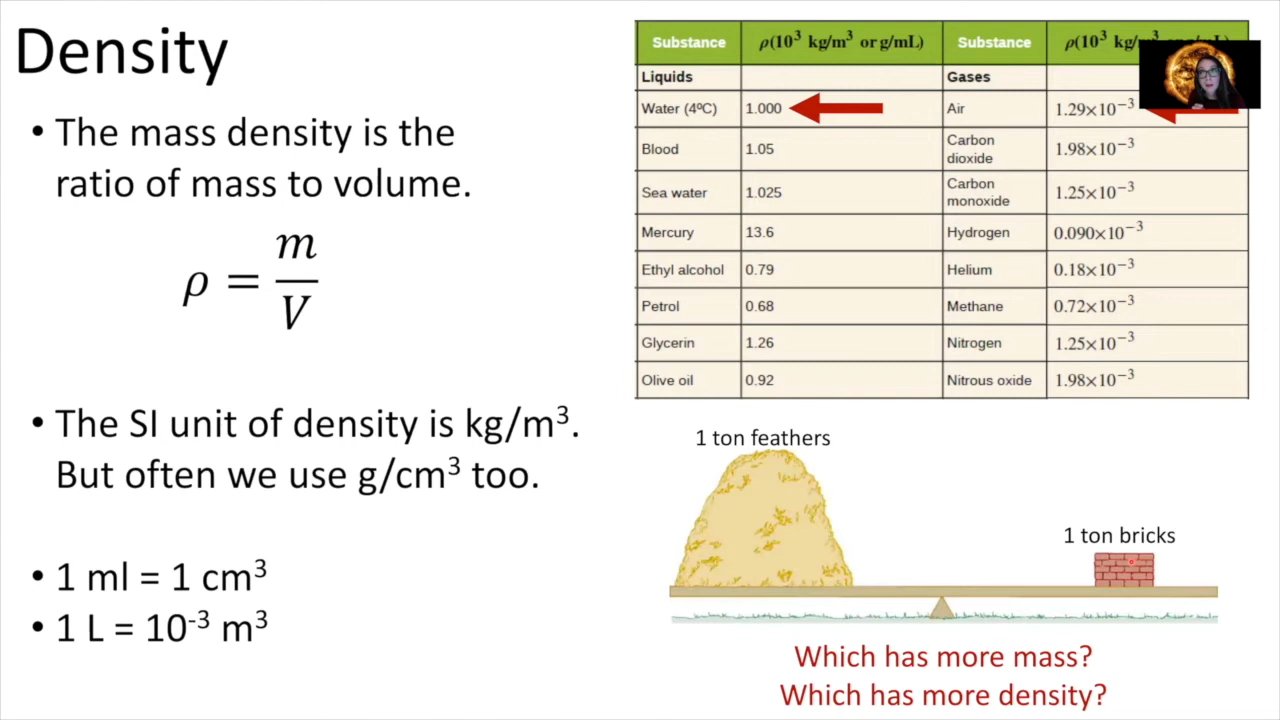 Density
• The mass density is the
ratio of mass to volume.
ρ = m/V
• The SI unit of density is kg/m³.
But often we use g/cm³ too.
• 1 ml = 1 cm³
• 1 L = 10⁻³ m³
Substance ρ(10³ kg/m³ or g/mL) Substance ρ(10³
Liquids Gases
Water (4ºC) 1.000 Air 1.29×10⁻³
Blood 1.05 Carbon dioxide 1.98×10⁻³
Sea water 1.025 Carbon monoxide 1.25×10⁻³
Mercury 13.6 Hydrogen 0.090×10⁻³
Ethyl alcohol 0.79 Helium 0.18×10⁻³
Petrol 0.68 Methane 0.72×10⁻³
Glycerin 1.26 Nitrogen 1.25×10⁻³
Olive oil 0.92 Nitrous oxide 1.98×10⁻³
1 ton feathers
1 ton bricks
Which has more mass?
Which has more density?